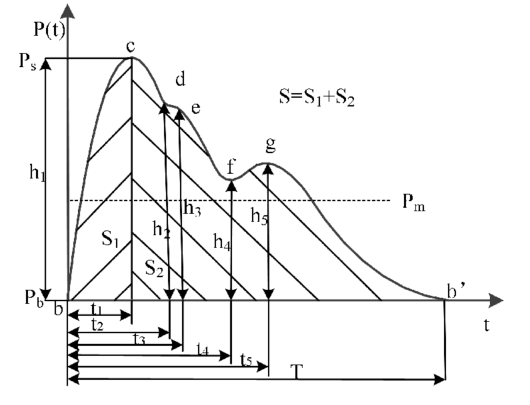 P(t)
c
Pₛ
d
e
S=S₁+S₂
f
g
h₁
Pₘ
h₃
h₂
h₅
h₄
S₁
S₂
P_b
b
b’
t₁
t
t₂
t₃
t₄
t₅
T